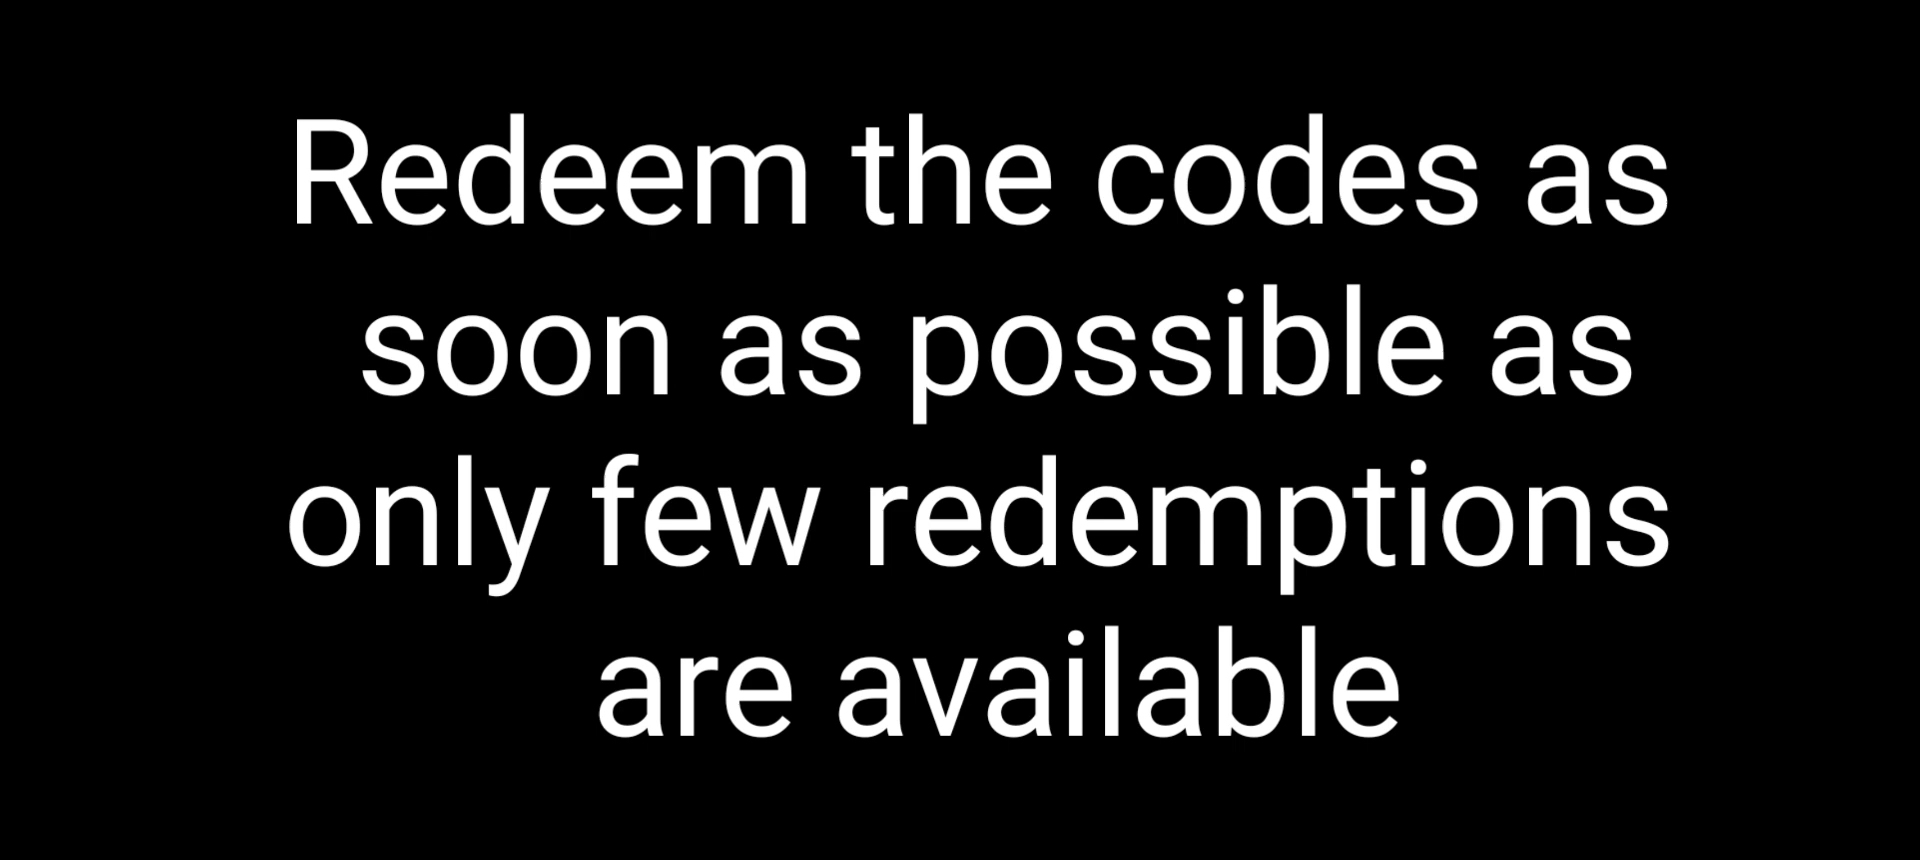 Redeem the codes as
soon as possible as
only few redemptions
are available